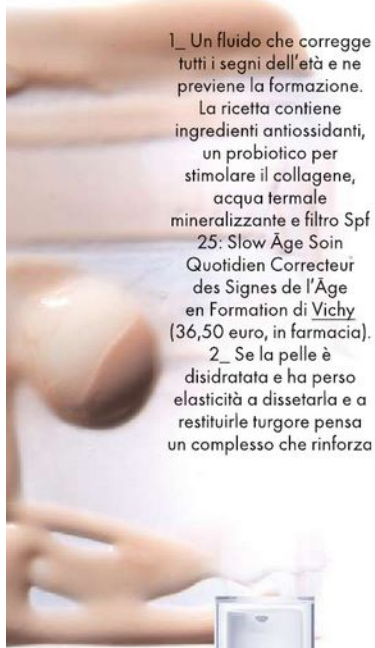 1_ Un fluido che corregge
tutti i segni dell'età e ne
previene la formazione.
La ricetta contiene
ingredienti antiossidanti,
un probiotico per
stimolare il collagene,
acqua termale
mineralizzante e filtro Spf
25: Slow Āge Soin
Quotidien Correcteur
des Signes de l'Āge
en Formation di Vichy
(36,50 euro, in farmacia).
2_ Se la pelle è
disidratata e ha perso
elasticità a dissetarla e a
restituirle turgore pensa
un complesso che rinforza